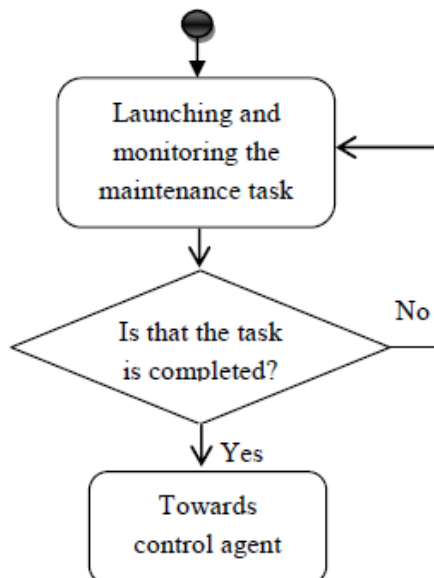 Launching and
monitoring the
maintenance task
No
Is that the task
is completed?
Yes
Towards
control agent